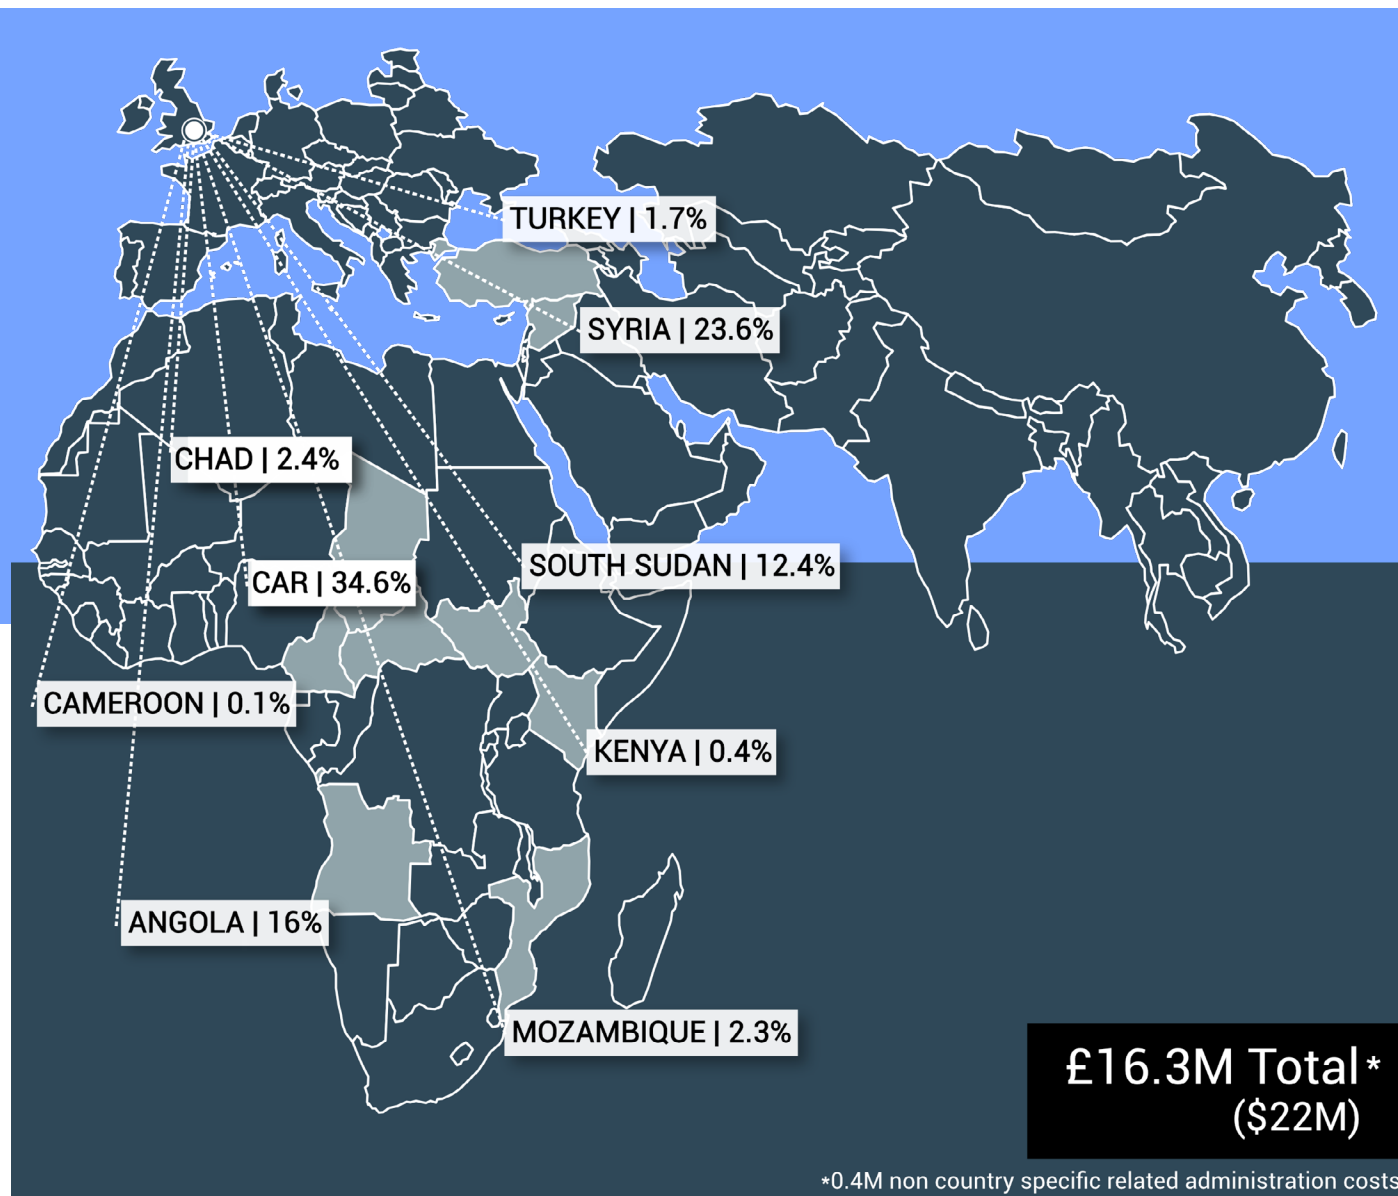 TURKEY | 1.7%
SYRIA | 23.6%
CHAD | 2.4%
SOUTH SUDAN | 12.4%
CAR | 34.6%
CAMEROON | 0.1%
KENYA | 0.4%
ANGOLA | 16%
MOZAMBIQUE | 2.3%
£16.3M Total*
($22M)
*0.4M non country specific related administration costs